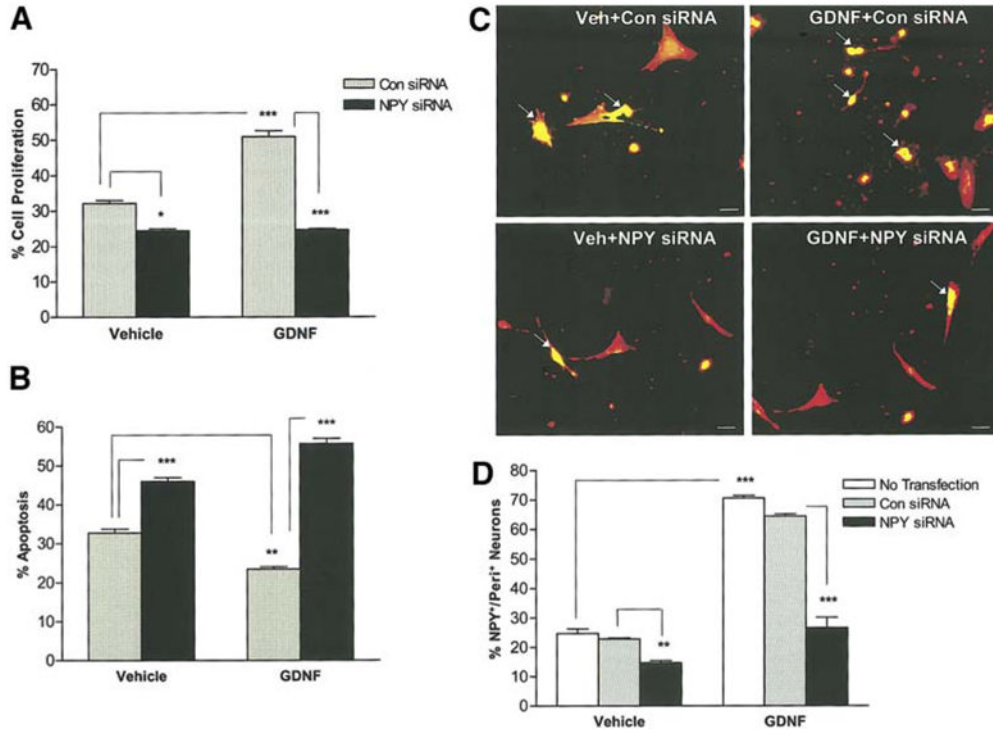 A
70
60
50
40
30
20
10
0
% Cell Proliferation
Con siRNA
NPY siRNA
*
***
***
Vehicle
GDNF
B
60
50
40
30
20
10
0
% Apoptosis
***
**
***
Vehicle
GDNF
C
Veh+Con siRNA
GDNF+Con siRNA
Veh+NPY siRNA
GDNF+NPY siRNA
D
80
70
60
50
40
30
20
10
0
% NPY⁺/Peri⁺ Neurons
No Transfection
Con siRNA
NPY siRNA
**
***
***
Vehicle
GDNF